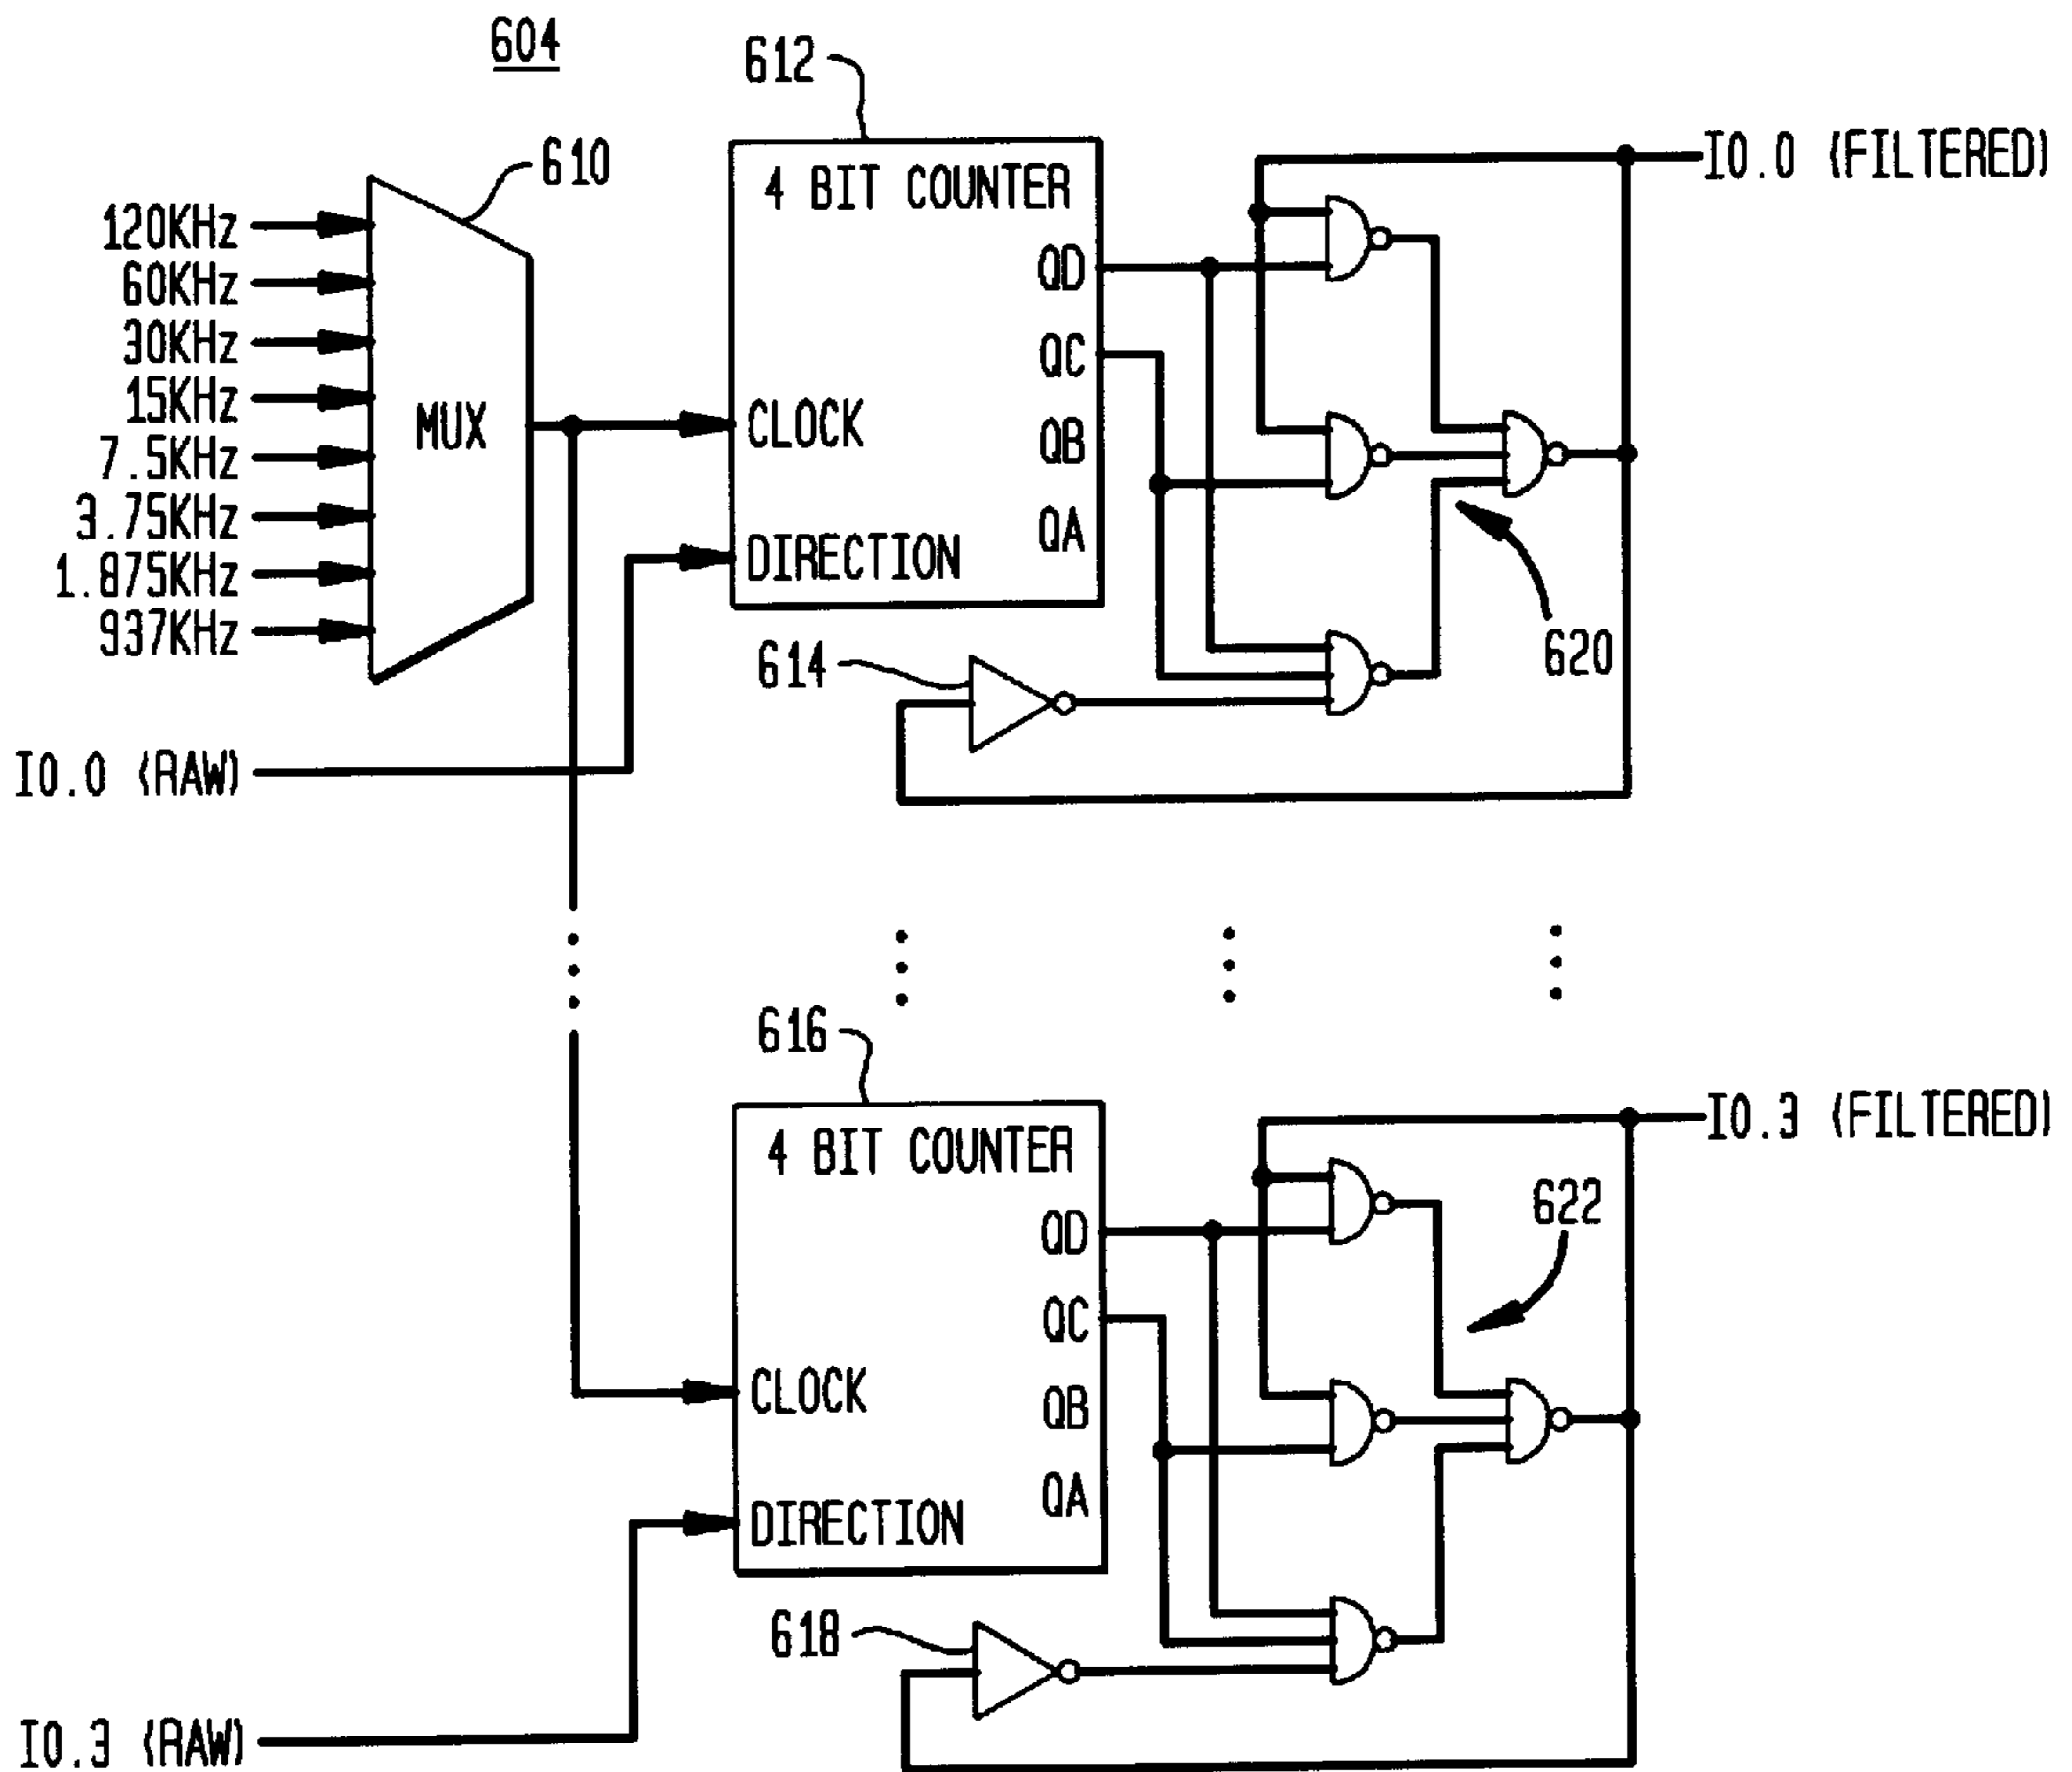 604
612
610
120KHz
60KHz
30KHz
15KHz
7.5KHz
3.75KHz
1.875KHz
937KHz
MUX
4 BIT COUNTER
QD
QC
CLOCK
QB
QA
DIRECTION
I0.0 (FILTERED)
620
614
I0.0 (RAW)
616
4 BIT COUNTER
QD
QC
CLOCK
QB
QA
DIRECTION
I0.3 (FILTERED)
622
618
I0.3 (RAW)